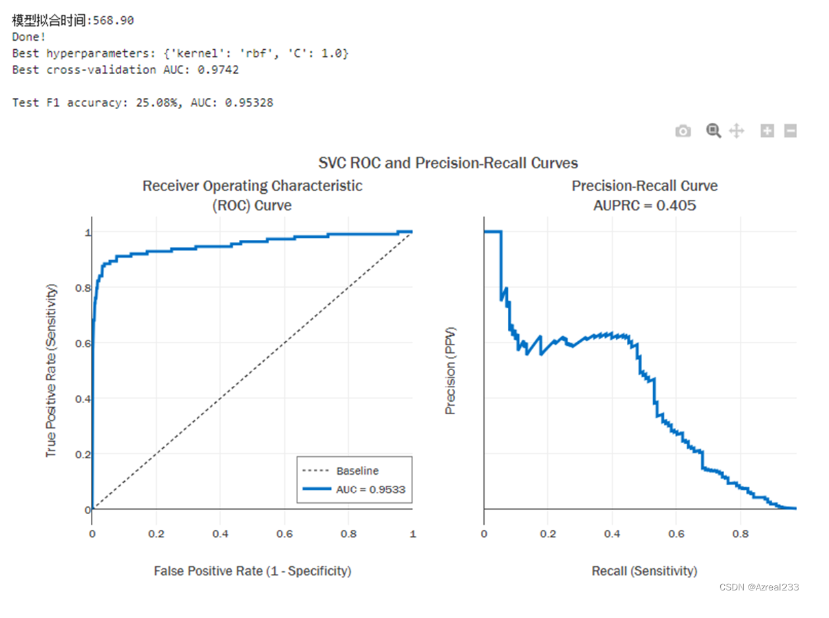 模型拟合时间:568.90
Done!
Best hyperparameters: {'kernel': 'rbf', 'C': 1.0}
Best cross-validation AUC: 0.9742
Test F1 accuracy: 25.08%, AUC: 0.95328
SVC ROC and Precision-Recall Curves
Receiver Operating Characteristic
(ROC) Curve
Precision-Recall Curve
AUPRC = 0.405
True Positive Rate (Sensitivity)
1
0.8
0.6
0.4
0.2
0
Baseline
AUC = 0.9533
0 0.2 0.4 0.6 0.8 1
False Positive Rate (1 - Specificity)
Precision (PPV)
0 0.2 0.4 0.6 0.8
Recall (Sensitivity)
CSDN @Azreal233